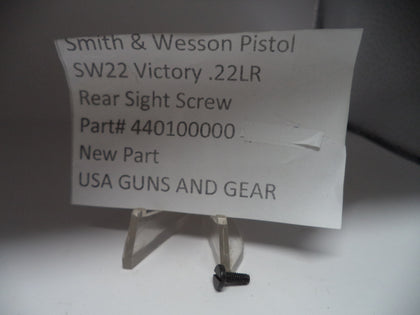 Smith & Wesson Pistol
SW22 Victory .22LR
Rear Sight Screw
Part# 440100000
New Part
USA GUNS AND GEAR